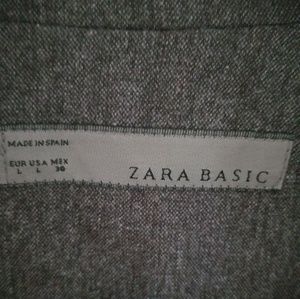 MADE IN SPAIN
EUR USA MEX
L L 30
ZARA BASIC